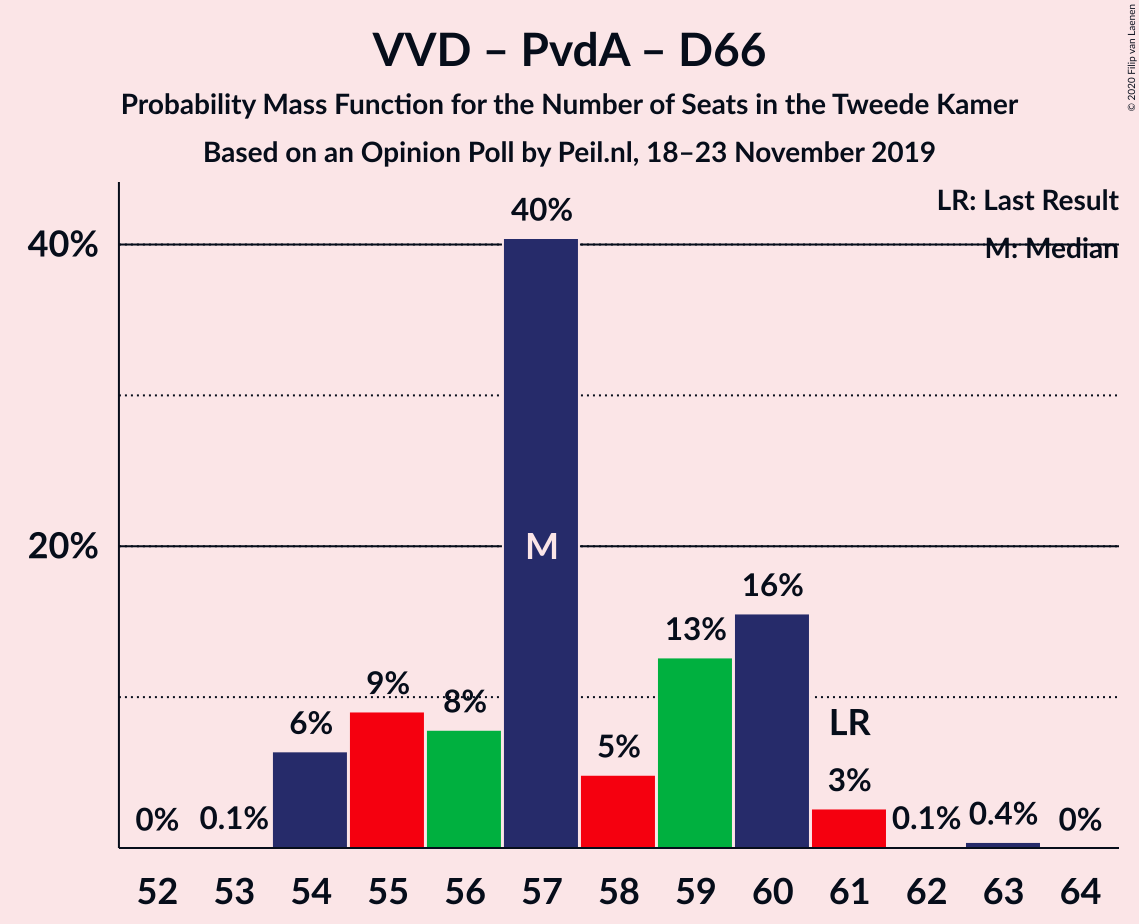 VVD – PvdA – D66
Probability Mass Function for the Number of Seats in the Tweede Kamer
Based on an Opinion Poll by Peil.nl, 18–23 November 2019
© 2020 Filip van Laenen
LR: Last Result
M: Median
40%
20%
0%
0.1%
6%
9%
8%
40%
M
5%
13%
16%
LR
3%
0.1%
0.4%
0%
52 53 54 55 56 57 58 59 60 61 62 63 64